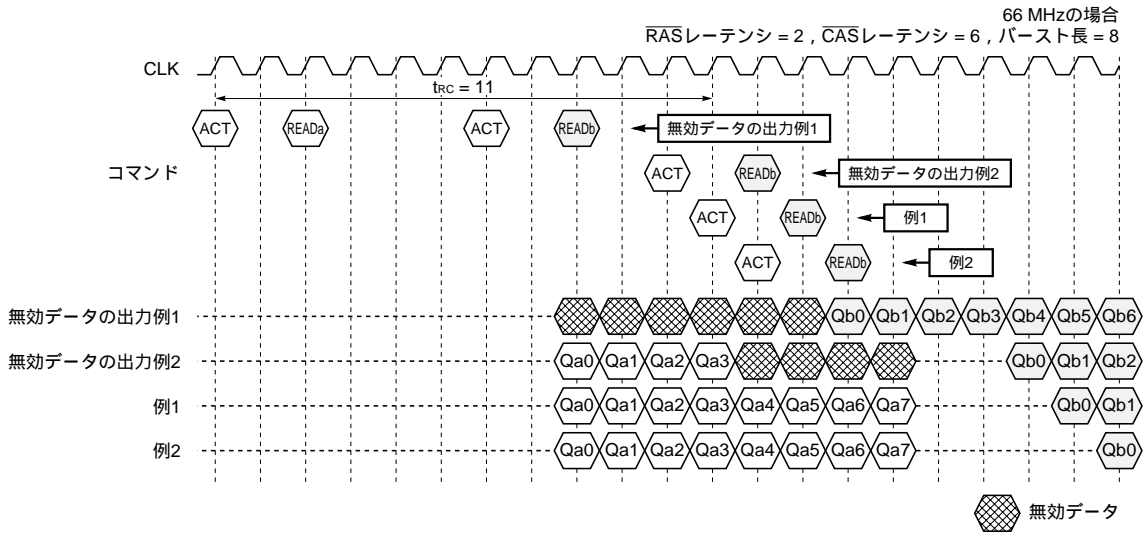 66 MHzの場合
RASレーテンシ = 2 , CASレーテンシ = 6 , バースト長 = 8
CLK
tRC = 11
ACT READa ACT READb 無効データの出力例1
コマンド ACT READb 無効データの出力例2
ACT READb 例1
ACT READb 例2
無効データの出力例1 Qb0 Qb1 Qb2 Qb3 Qb4 Qb5 Qb6
無効データの出力例2 Qa0 Qa1 Qa2 Qa3 Qb0 Qb1 Qb2
例1 Qa0 Qa1 Qa2 Qa3 Qa4 Qa5 Qa6 Qa7 Qb0 Qb1
例2 Qa0 Qa1 Qa2 Qa3 Qa4 Qa5 Qa6 Qa7 Qb0
無効データ